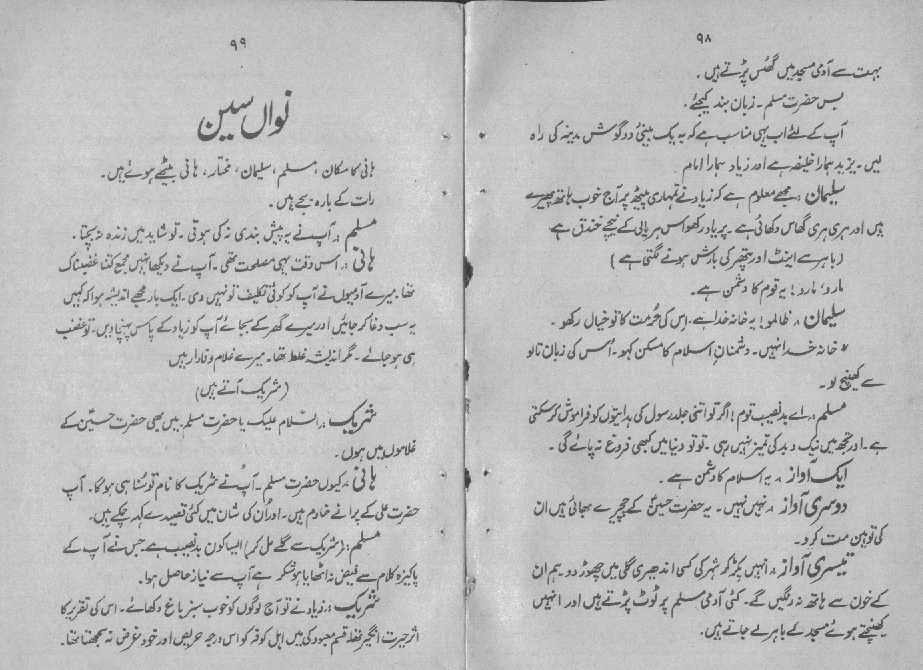 ۹۸
بہت سے آدمی مسجد میں گھس پڑتے ہیں ۔
بس حضرت مسلم ۔ زبان بند کیجئے ۔
آپ کے لئے اب یہی مناسب ہے کہ بہ یک بینی و دو گوش مدینہ کی راہ
لیں ۔ یزید ہمارا خلیفہ ہے اور زیاد ہمارا امام
سلیمان : مجھے معلوم ہے کہ زیاد نے تمہاری پیٹھ پر آج خوب ہاتھ پھیرے
ہیں اور ہری ہری گھاس دکھائی ہے ۔ پر یاد رکھو اس ہریالی کے نیچے خندق ہے
(باہر سے اینٹ اور پتھر کی بارش ہونے لگتی ہے)
مارو ، مارو ! یہ قوم کا دشمن ہے ۔
سلیمان : ظالمو ! یہ خانہ خدا ہے ۔ اس کی حُرمت کا تو خیال رکھو ۔
خانہ خدا نہیں ۔ دشمنانِ اسلام کا مسکن کہو ۔ اُس کی زبان تالو
سے کھینچ لو ۔
مسلم : اے بدنصیب قوم ! اگر تو اتنی جلد رسول کی ہدایتوں کو فراموش کر سکتی
ہے ۔ اور تجھ میں نیک و بد کی تمیز نہیں رہی ۔ تو تو دنیا میں کبھی فروغ نہ پائے گی ۔
ایک آواز : یہ اسلام کا دشمن ہے ۔
دوسری آواز : نہیں نہیں ۔ یہ حضرت حسینؑ کے چچیرے بھائی ہیں ان
کی توہین مت کرو ۔
تیسری آواز : انہیں پکڑ کر شہر کی کسی اندھیری گلی میں چھوڑ دو ۔ ہم ان
کے خون سے ہاتھ نہ رنگیں گے ۔ کئی آدمی مسلم پر ٹوٹ پڑتے ہیں اور انہیں
کھینچتے ہوئے مسجد کے باہر لے جاتے ہیں ۔
۹۹
نواں سین
ہانی کا مکان ، مسلم ، سلیمان ، مختار ، ہانی بیٹھے ہوئے ہیں ۔
رات کے بارہ بجے ہیں ۔
مسلم : آپ نے یہ پیش بندی نہ کی ہوتی ۔ تو شاید میں زندہ نہ بچتا ۔
ہانی : اس وقت یہی مصلحت تھی ۔ آپ نے دیکھا نہیں مجمع کتنا غضبناک
تھا ۔ میرے آدمیوں نے آپ کو کوئی تکلیف تو نہیں دی ۔ ایک بار مجھے اندیشہ ہوا کہ کہیں
یہ سب دغا کر جائیں اور میرے گھر کے بجائے آپ کو زیاد کے پاس پہنچا دیں ۔ تو غضب
ہی ہو جائے ۔ مگر اندیشہ غلط تھا ۔ میرے غلام وفادار ہیں
(شریک آتے ہیں)
شریک : السلام علیک یا حضرت مسلم میں بھی حضرت حسینؑ کے
غلاموں میں ہوں ۔
ہانی : کیوں حضرت مسلم ۔ آپ نے شریک کا نام تو سُنا ہی ہوگا ۔ آپ
حضرت علی کے پرانے خادم ہیں ۔ اور اُن کی شان میں کئی قصیدے کہہ چکے ہیں ۔
مسلم : (شریک سے گلے مل کر) ایسا کون بدنصیب ہے جس نے آپ کے
پاکیزہ کلام سے فیض نہ اٹھایا ہو شکر ہے آپ سے نیاز حاصل ہوا ۔
شریک : زیاد نے تو آج لوگوں کو خوب سبز باغ دکھائے ۔ اس کی تقریر کا
اثر حیرت انگیز تھا قسم معبود کی میں اہل کوفہ کو اس درجہ حریص اور خود غرض نہ سمجھتا تھا ۔